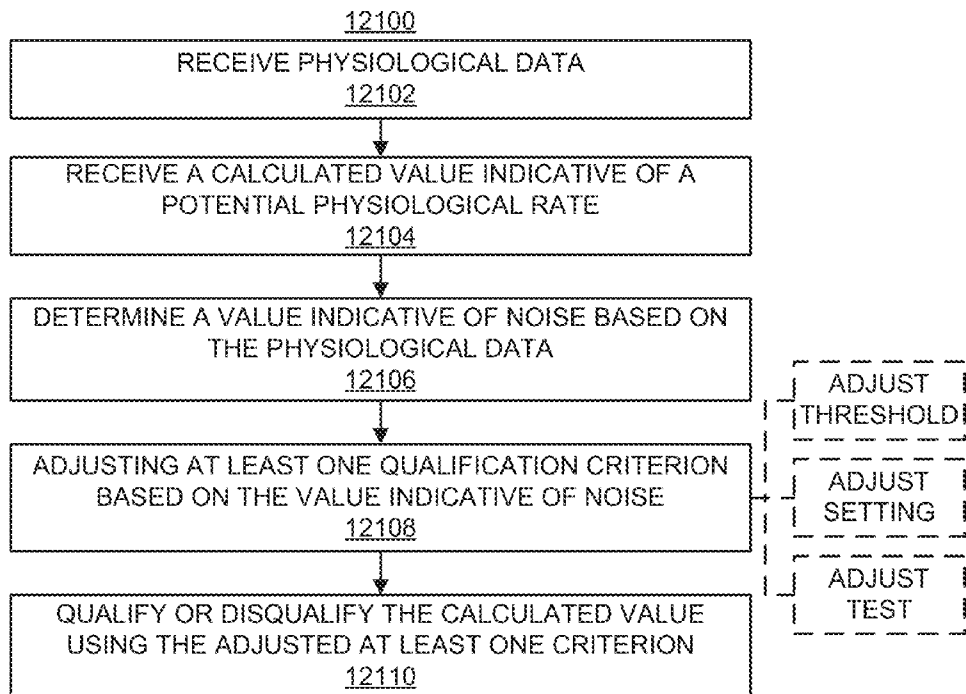 12100
RECEIVE PHYSIOLOGICAL DATA
12102
RECEIVE A CALCULATED VALUE INDICATIVE OF A
POTENTIAL PHYSIOLOGICAL RATE
12104
DETERMINE A VALUE INDICATIVE OF NOISE BASED ON
THE PHYSIOLOGICAL DATA
12106
ADJUSTING AT LEAST ONE QUALIFICATION CRITERION
BASED ON THE VALUE INDICATIVE OF NOISE
12108
ADJUST
THRESHOLD
ADJUST
SETTING
ADJUST
TEST
QUALIFY OR DISQUALIFY THE CALCULATED VALUE
USING THE ADJUSTED AT LEAST ONE CRITERION
12110